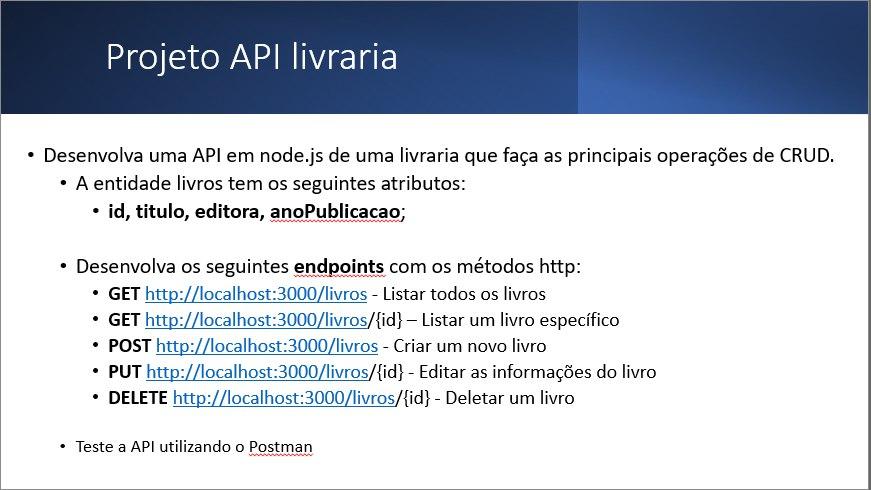 Projeto API livraria
• Desenvolva uma API em node.js de uma livraria que faça as principais operações de CRUD.
• A entidade livros tem os seguintes atributos:
• id, titulo, editora, anoPublicacao;
• Desenvolva os seguintes endpoints com os métodos http:
• GET http://localhost:3000/livros - Listar todos os livros
• GET http://localhost:3000/livros/{id} – Listar um livro específico
• POST http://localhost:3000/livros - Criar um novo livro
• PUT http://localhost:3000/livros/{id} - Editar as informações do livro
• DELETE http://localhost:3000/livros/{id} - Deletar um livro
• Teste a API utilizando o Postman